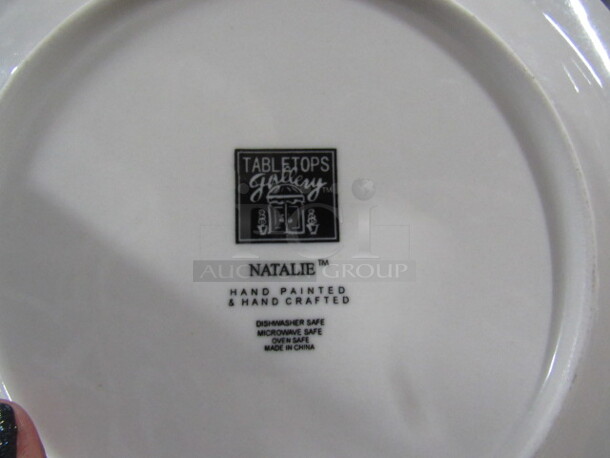 TABLETOPS
gallery
NATALIE™
AUCTION GROUP
HAND PAINTED
& HAND CRAFTED
DISHWASHER SAFE
MICROWAVE SAFE
OVEN SAFE
MADE IN CHINA